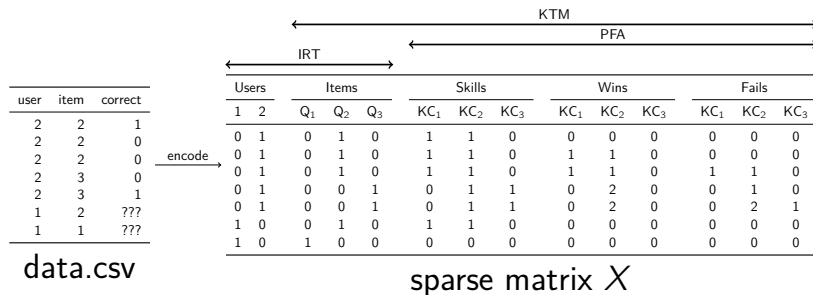 KTM
PFA
IRT
Users Items Skills Wins Fails
1 2 Q1 Q2 Q3 KC1 KC2 KC3 KC1 KC2 KC3 KC1 KC2 KC3
0 1 0 1 0 1 1 0 0 0 0 0 0 0
0 1 0 1 0 1 1 0 1 1 0 0 0 0
0 1 0 1 0 1 1 0 1 1 0 1 1 0
0 1 0 0 1 0 1 1 0 2 0 0 1 0
0 1 0 0 1 0 1 1 0 2 0 0 2 1
1 0 0 1 0 1 1 0 0 0 0 0 0 0
1 0 1 0 0 0 0 0 0 0 0 0 0 0
user item correct
2 2 1
2 2 0
2 2 0
2 3 0
2 3 1
1 2 ???
1 1 ???
encode
data.csv
sparse matrix X